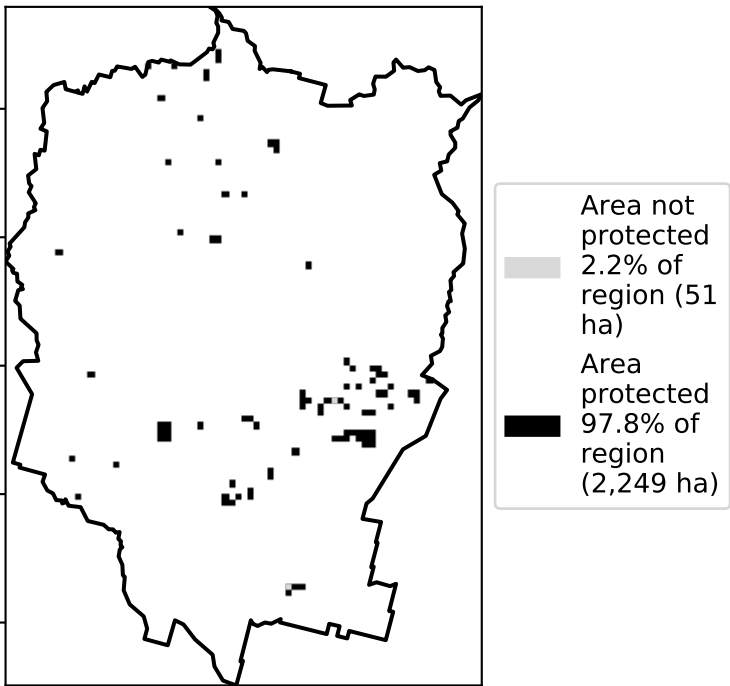 Area not
protected
2.2% of
region (51
ha)
Area
protected
97.8% of
region
(2,249 ha)